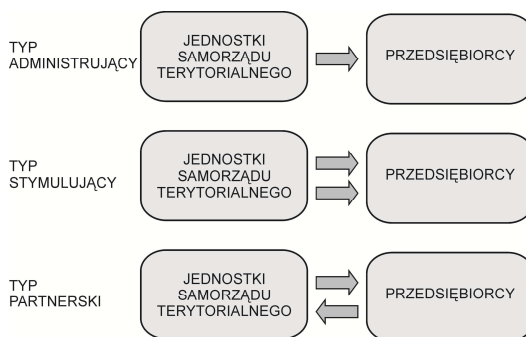 TYP
ADMINISTRUJĄCY
JEDNOSTKI
SAMORZĄDU
TERYTORIALNEGO
PRZEDSIĘBIORCY
TYP
STYMULUJĄCY
JEDNOSTKI
SAMORZĄDU
TERYTORIALNEGO
PRZEDSIĘBIORCY
TYP
PARTNERSKI
JEDNOSTKI
SAMORZĄDU
TERYTORIALNEGO
PRZEDSIĘBIORCY